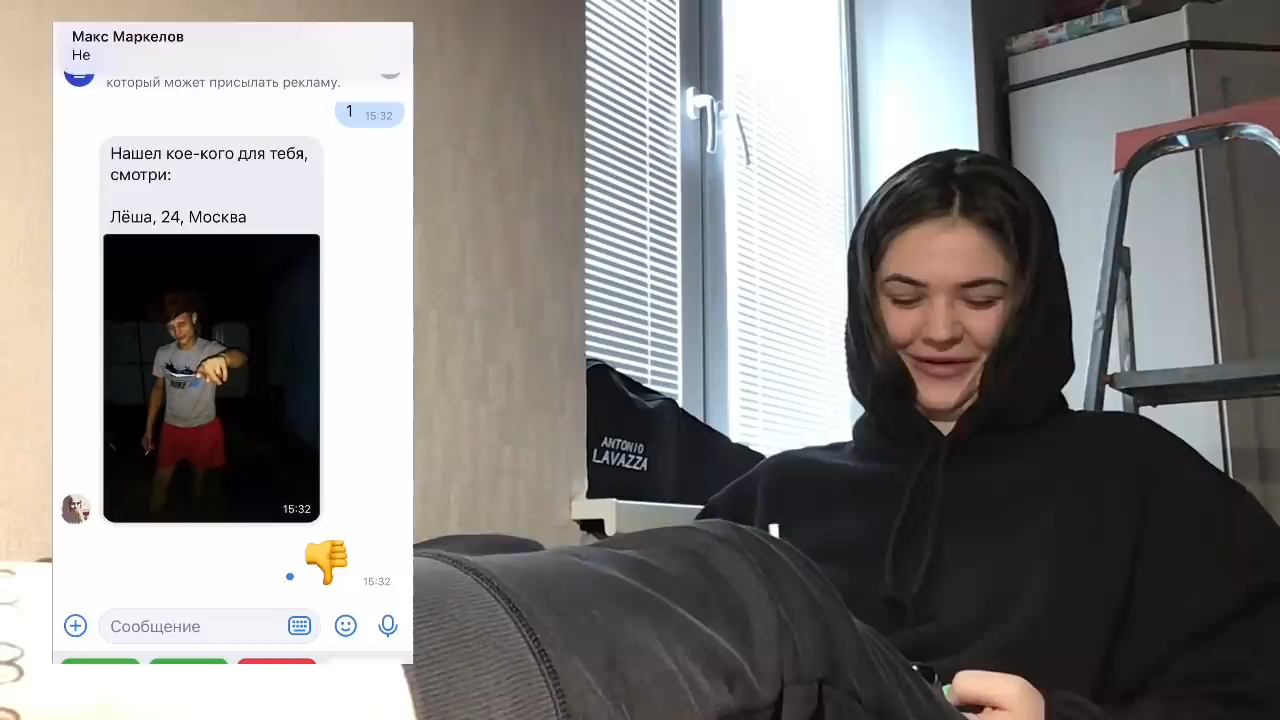 Макс Маркелов
Не
который может присылать рекламу.
1 15:32
Нашел кое-кого для тебя,
смотри:
Лёша, 24, Москва
NIKE
15:32
15:32
Сообщение
ANTONIO
LAVAZZA